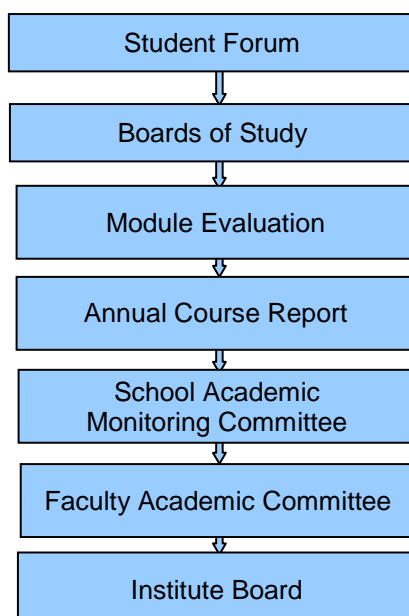 Student Forum
Boards of Study
Module Evaluation
Annual Course Report
School Academic
Monitoring Committee
Faculty Academic Committee
Institute Board